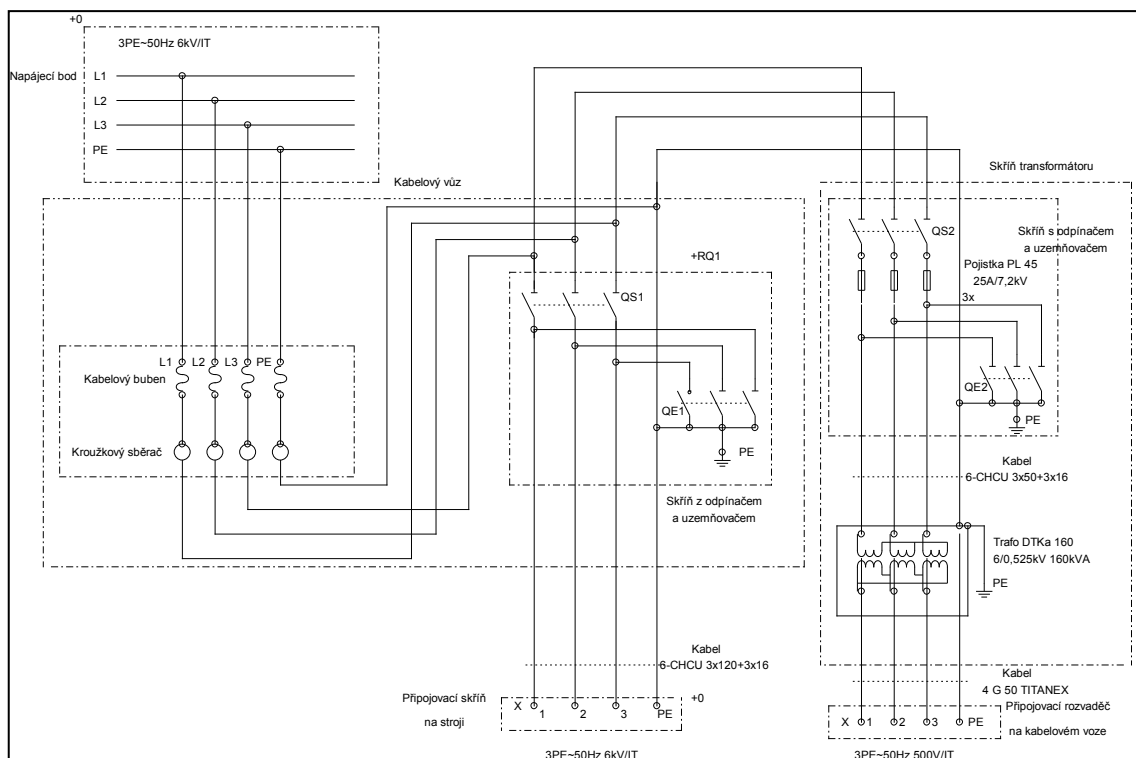 +0
3PE~50Hz 6kV/IT
Napájecí bod
L1
L2
L3
PE
Kabelový vůz
Skříň transformátoru
QS2
Skříň s odpínačem
a uzemňovačem
Pojistka PL 45
25A/7,2kV
3x
+RQ1
QS1
L1
L2
L3
PE
Kabelový buben
QE1
QE2
PE
Kroužkový sběrač
PE
Kabel
6-CHCU 3x50+3x16
Skříň z odpínačem
a uzemňovačem
Trafo DTKa 160
6/0,525kV 160kVA
PE
Kabel
6-CHCU 3x120+3x16
Kabel
4 G 50 TITANEX
Připojovací skříň
na stroji
+0
X 1 2 3 PE
Připojovací rozvaděč
na kabelovém voze
X 1 2 3 PE
3PE~50Hz 6kV/IT
3PE~50Hz 500V/IT